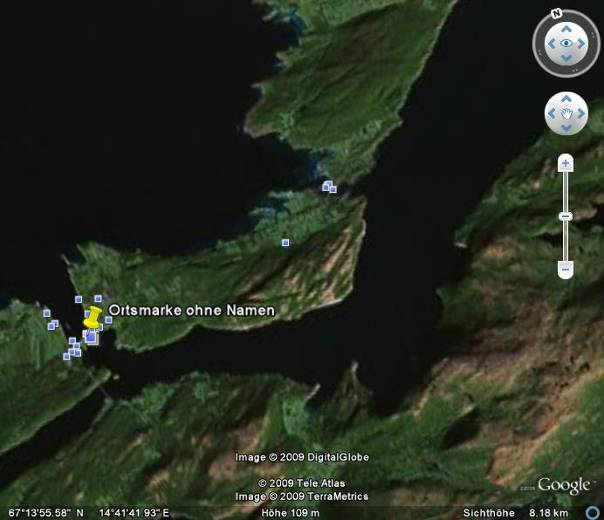 N
Ortsmarke ohne Namen
Image © 2009 DigitalGlobe
© 2009 Tele Atlas
Image © 2009 TerraMetrics
Google
67°13'55.58" N 14°41'41 93" E Höhe 109 m Sichthöhe 8.18 km